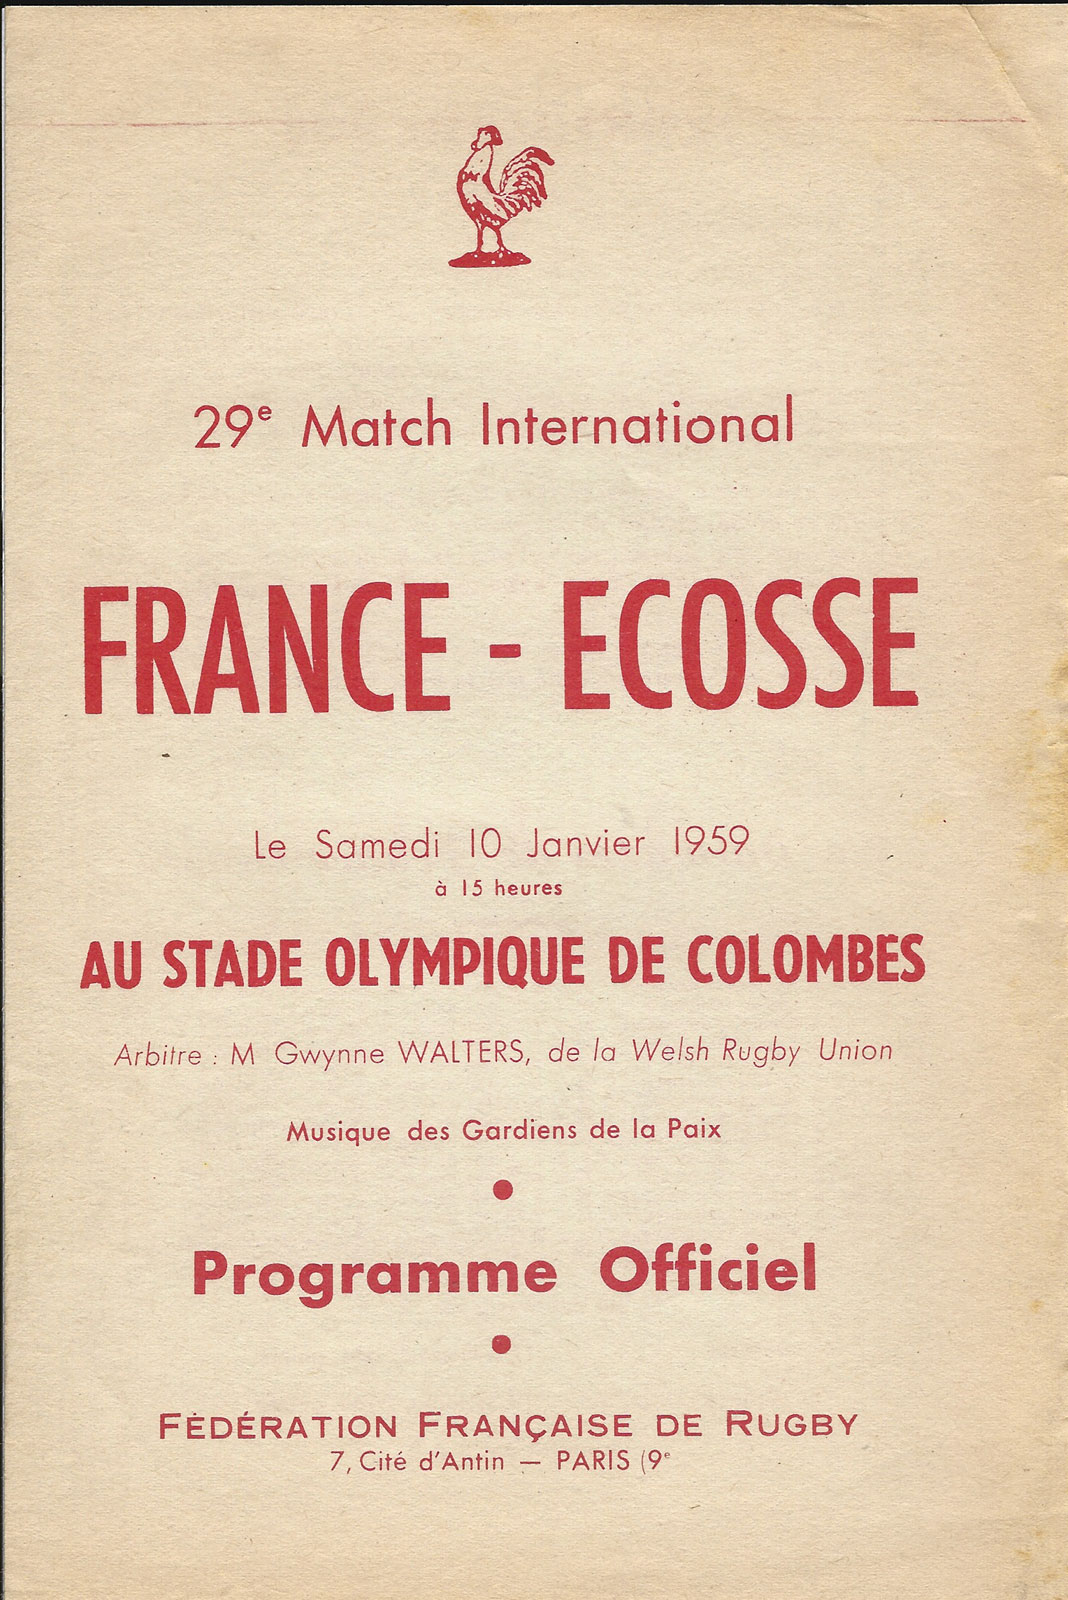 29e Match International
FRANCE - ECOSSE
Le Samedi 10 Janvier 1959
à 15 heures
AU STADE OLYMPIQUE DE COLOMBES
Arbitre : M Gwynne WALTERS, de la Welsh Rugby Union
Musique des Gardiens de la Paix
Programme Officiel
FÉDÉRATION FRANÇAISE DE RUGBY
7, Cité d'Antin — PARIS (9e